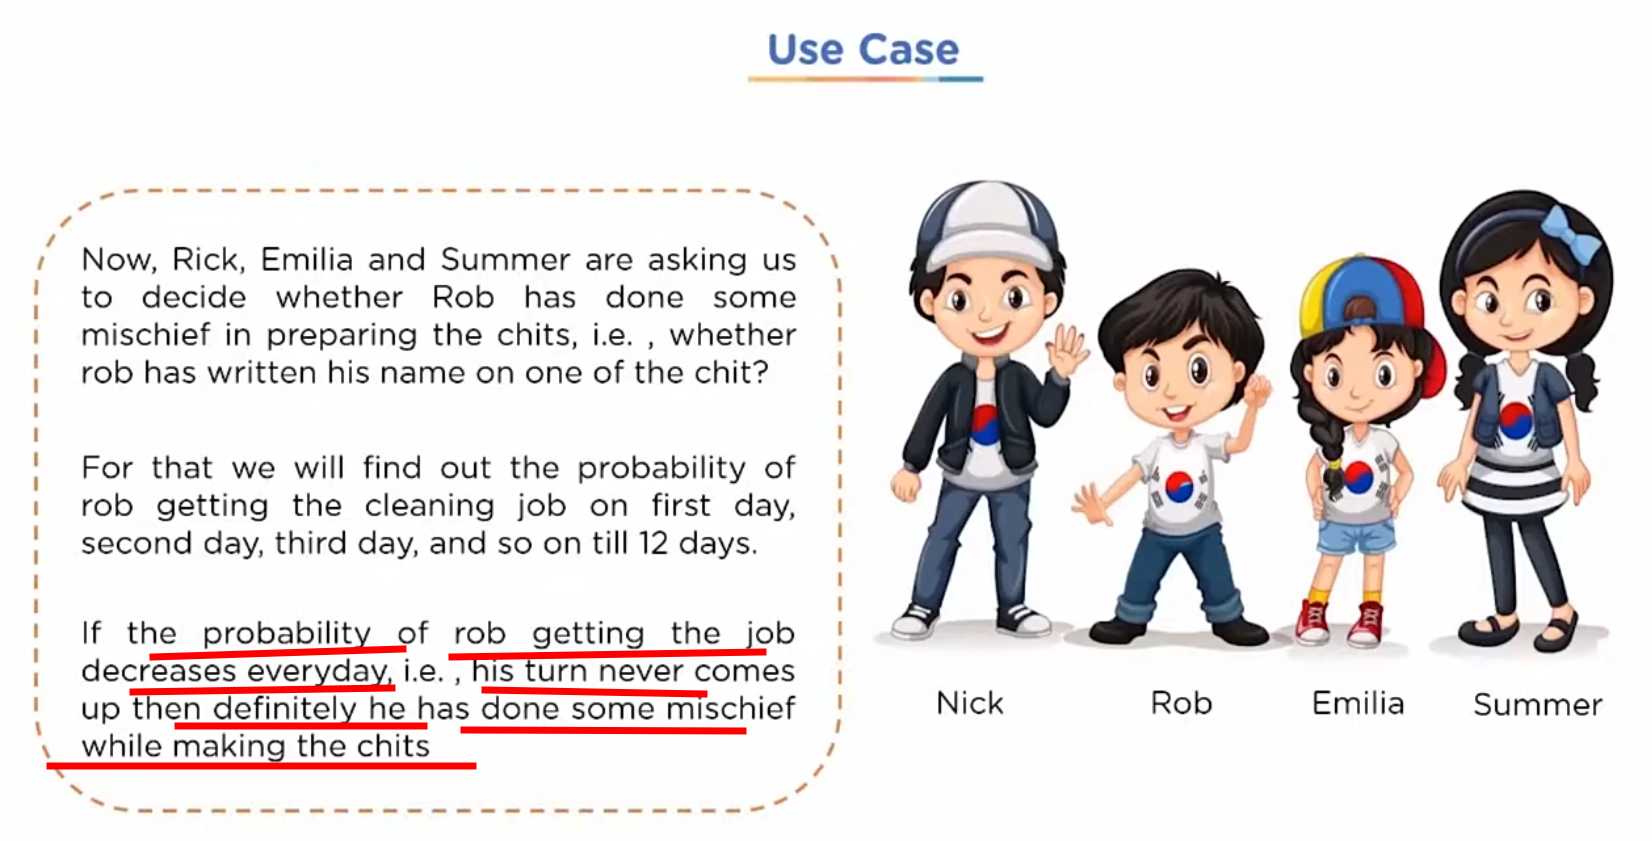 Use Case
Now, Rick, Emilia and Summer are asking us
to decide whether Rob has done some
mischief in preparing the chits, i.e. , whether
rob has written his name on one of the chit?
For that we will find out the probability of
rob getting the cleaning job on first day,
second day, third day, and so on till 12 days.
If the probability of rob getting the job
decreases everyday, i.e. , his turn never comes
up then definitely he has done some mischief
while making the chits
Nick
Rob
Emilia
Summer